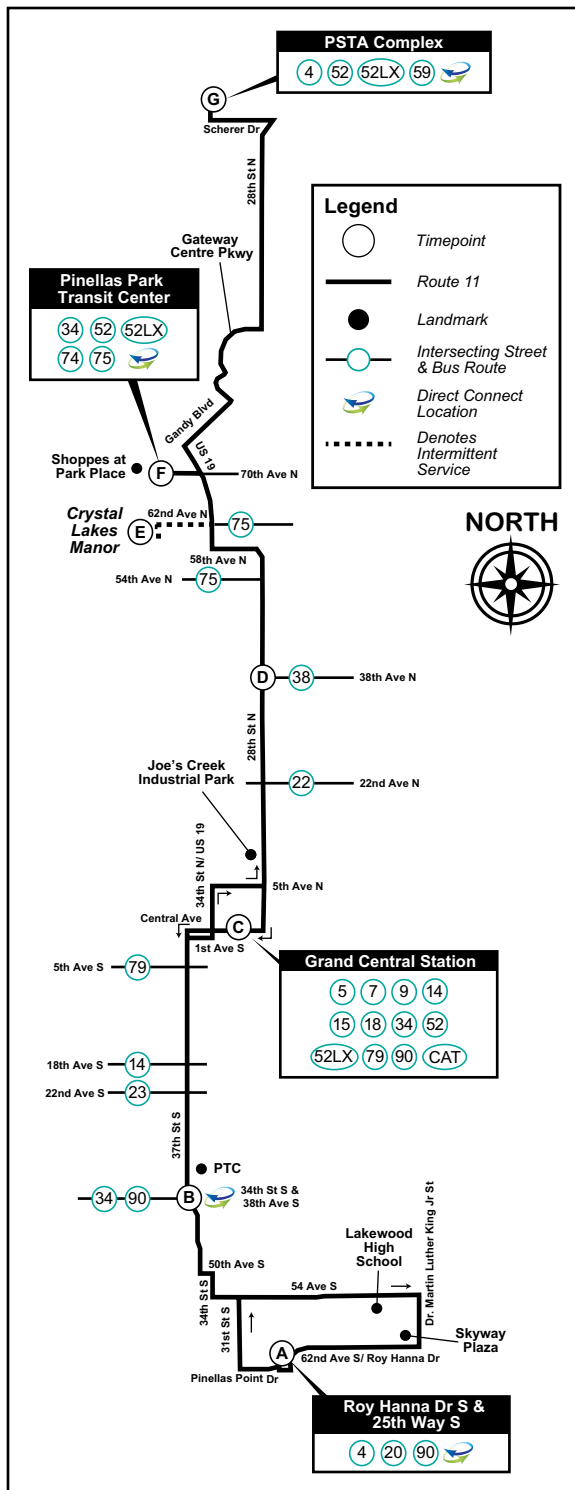 PSTA Complex
4 52 52LX 59
G
Scherer Dr
28th St N
Legend
Timepoint
Route 11
Landmark
Intersecting Street
& Bus Route
Direct Connect
Location
Denotes
Intermittent
Service
Gateway
Centre Pkwy
Pinellas Park
Transit Center
34 52 52LX
74 75
Gandy Blvd
US 19
Shoppes at
Park Place
F
70th Ave N
Crystal
Lakes
Manor
E
62nd Ave N
75
NORTH
58th Ave N
54th Ave N
75
D
38
38th Ave N
28th St N
Joe's Creek
Industrial Park
22
22nd Ave N
34th St N/ US 19
5th Ave N
Central Ave
C
1st Ave S
5th Ave S
79
Grand Central Station
5 7 9 14
15 18 34 52
52LX 79 90 CAT
18th Ave S
14
22nd Ave S
23
37th St S
PTC
34 90
B
34th St S &
38th Ave S
50th Ave S
34th St S
54 Ave S
Lakewood
High
School
Dr. Martin Luther King Jr St
31st St S
Skyway
Plaza
A
62nd Ave S/ Roy Hanna Dr
Pinellas Point Dr
Roy Hanna Dr S &
25th Way S
4 20 90